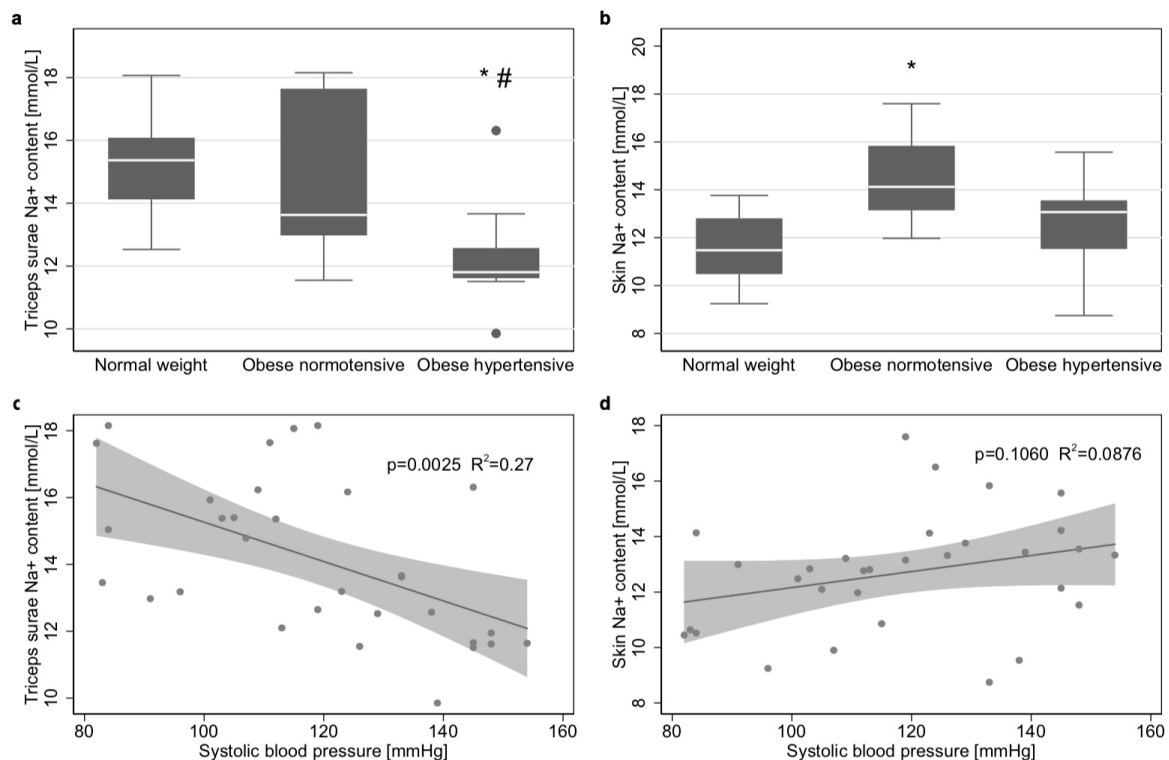 a
Triceps surae Na+ content [mmol/L]
18
16
14
12
10
* #
Normal weight
Obese normotensive
Obese hypertensive
b
Skin Na+ content [mmol/L]
20
18
16
14
12
10
8
*
Normal weight
Obese normotensive
Obese hypertensive
c
Triceps surae Na+ content [mmol/L]
18
16
14
12
10
p=0.0025 R²=0.27
80
100
120
140
160
Systolic blood pressure [mmHg]
d
Skin Na+ content [mmol/L]
18
16
14
12
10
8
p=0.1060 R²=0.0876
80
100
120
140
160
Systolic blood pressure [mmHg]